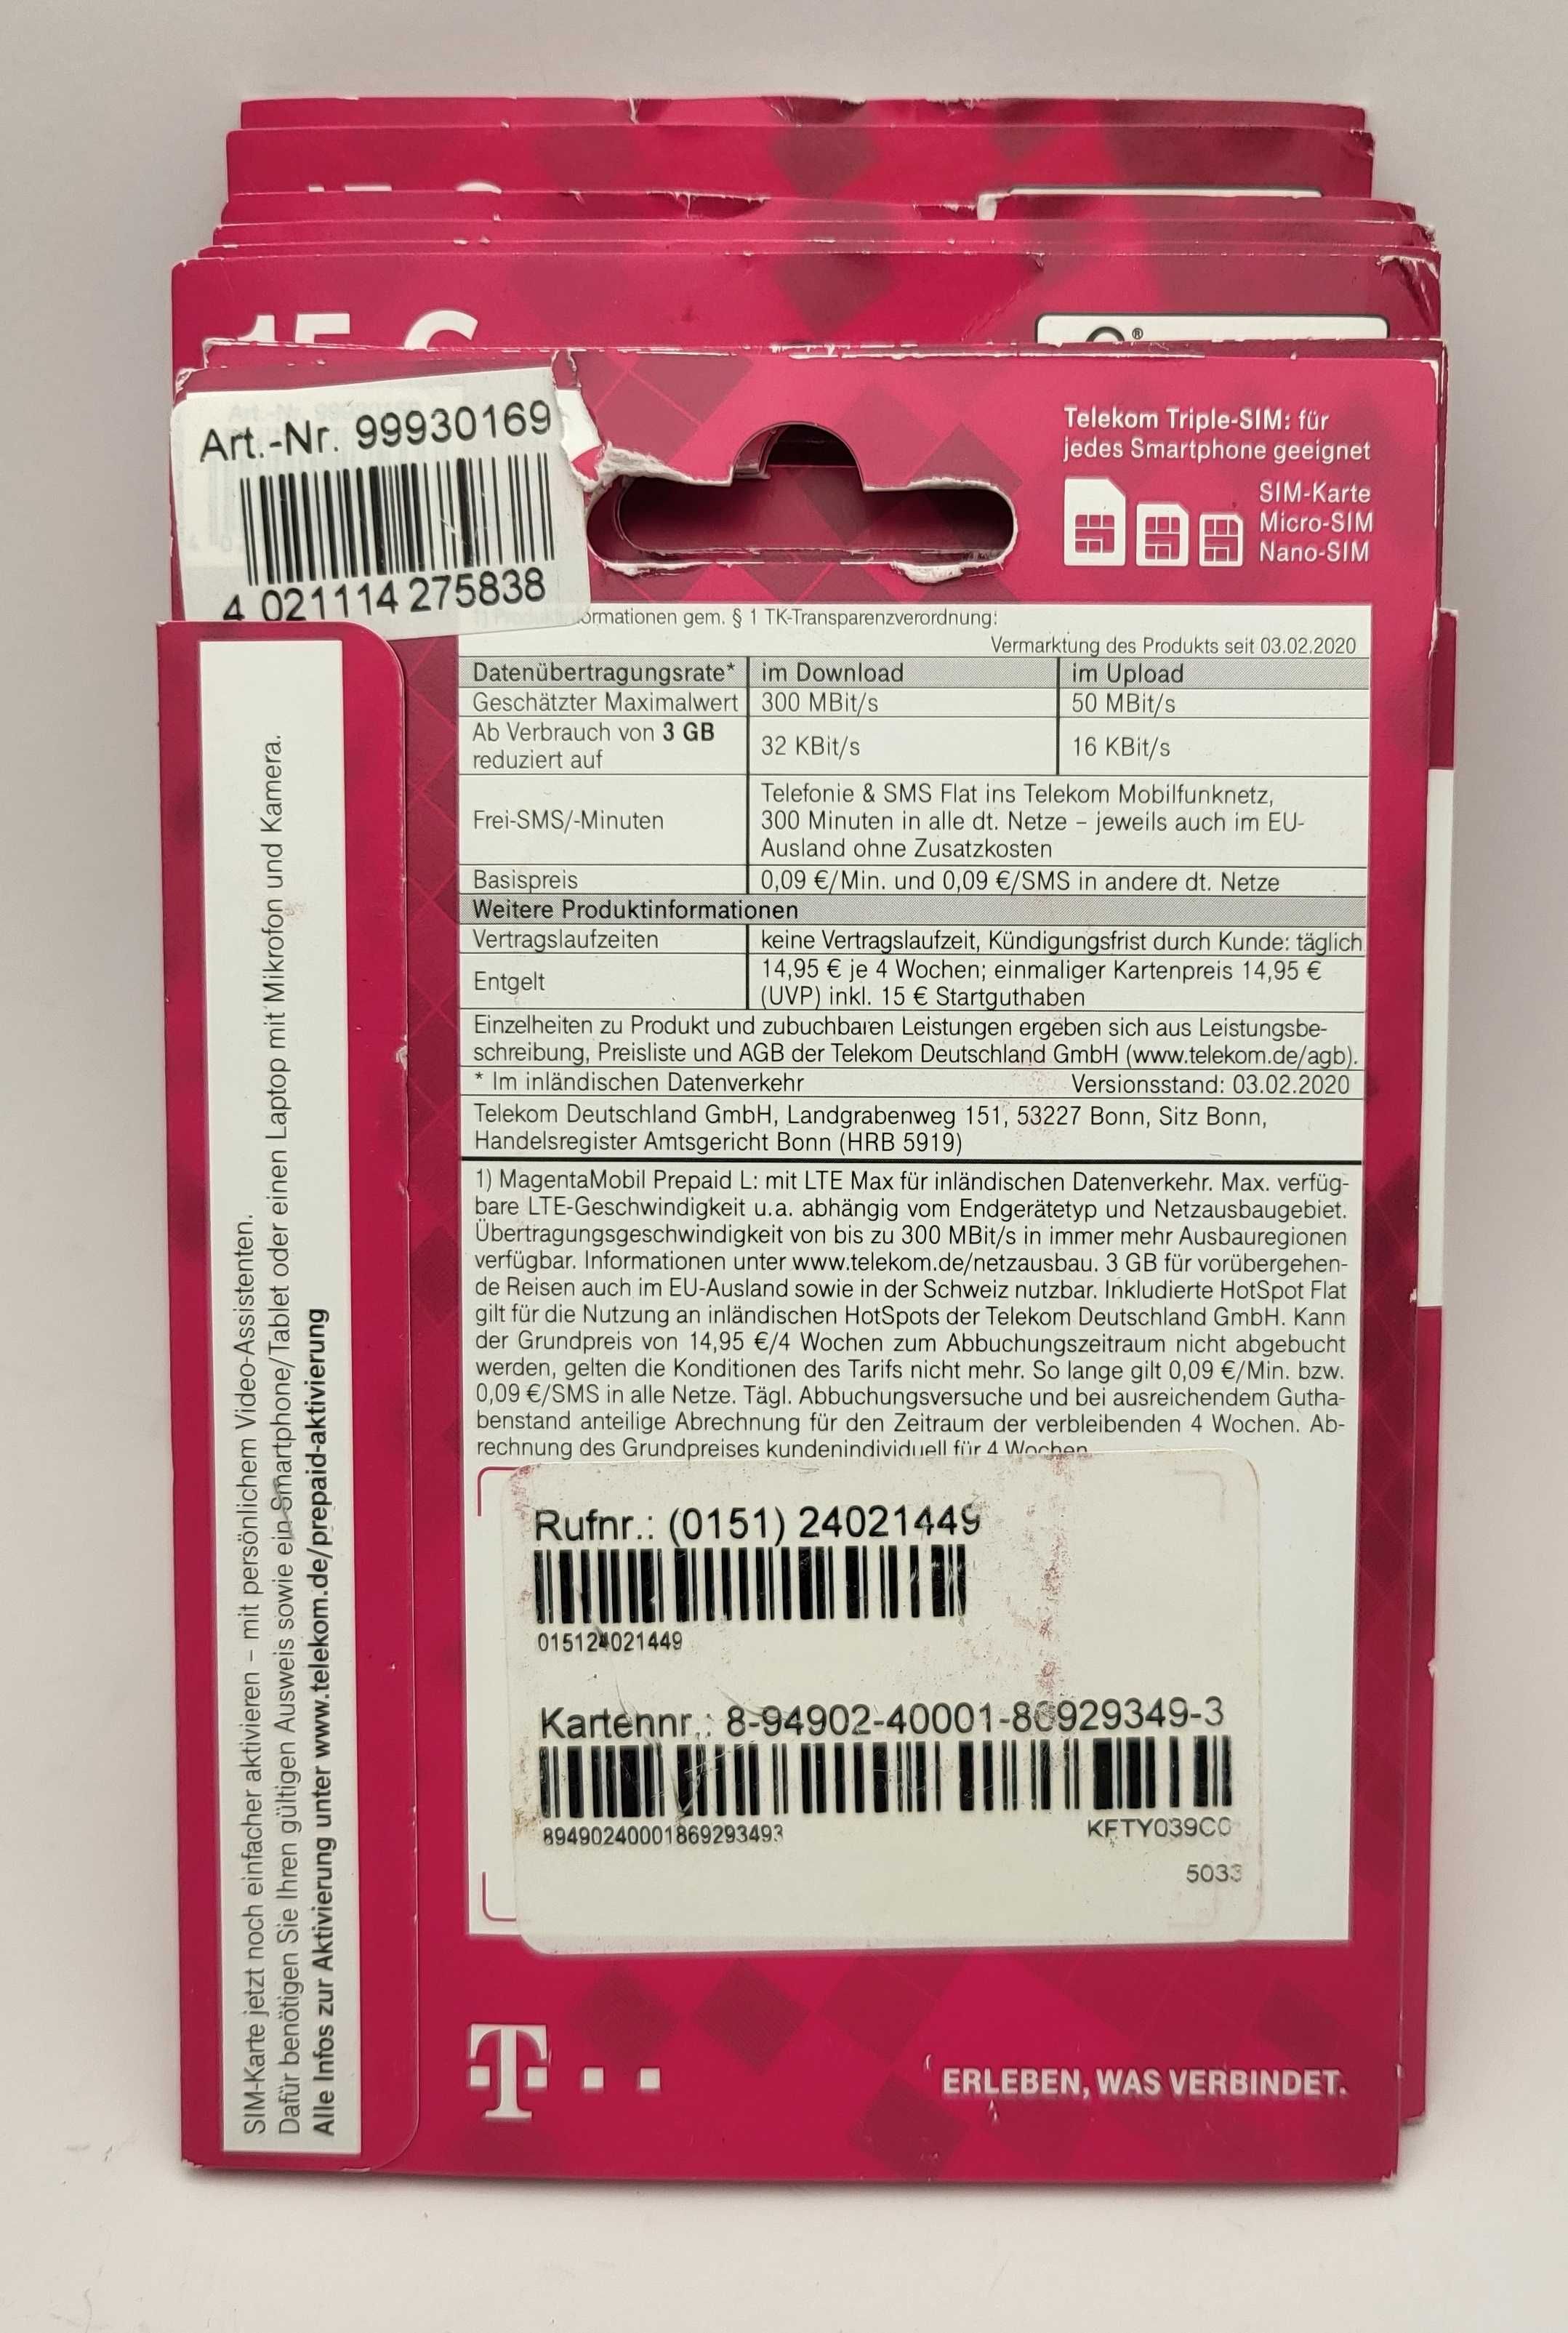 Art.-Nr. 99930169
4 021114 275838
Telekom Triple-SIM: für
jedes Smartphone geeignet
SIM-Karte
Micro-SIM
Nano-SIM
gem. § 1 TK-Transparenzverordnung:
Vermarktung des Produkts seit 03.02.2020
Datenübertragungsrate* im Download im Upload
Geschätzter Maximalwert 300 MBit/s 50 MBit/s
Ab Verbrauch von 3 GB
reduziert auf 32 KBit/s 16 KBit/s
Frei-SMS/-Minuten
Telefonie & SMS Flat ins Telekom Mobilfunknetz,
300 Minuten in alle dt. Netze – jeweils auch im EU-
Ausland ohne Zusatzkosten
Basispreis 0,09 €/Min. und 0,09 €/SMS in andere dt. Netze
Weitere Produktinformationen
Vertragslaufzeiten keine Vertragslaufzeit, Kündigungsfrist durch Kunde: täglich
Entgelt
14,95 € je 4 Wochen; einmaliger Kartenpreis 14,95 €
(UVP) inkl. 15 € Startguthaben
Einzelheiten zu Produkt und zubuchbaren Leistungen ergeben sich aus Leistungsbe-
schreibung, Preisliste und AGB der Telekom Deutschland GmbH (www.telekom.de/agb).
* Im inländischen Datenverkehr Versionsstand: 03.02.2020
Telekom Deutschland GmbH, Landgrabenweg 151, 53227 Bonn, Sitz Bonn,
Handelsregister Amtsgericht Bonn (HRB 5919)
1) MagentaMobil Prepaid L: mit LTE Max für inländischen Datenverkehr. Max. verfüg-
bare LTE-Geschwindigkeit u.a. abhängig vom Endgerätetyp und Netzausbaugebiet.
Übertragungsgeschwindigkeit von bis zu 300 MBit/s in immer mehr Ausbauregionen
verfügbar. Informationen unter www.telekom.de/netzausbau. 3 GB für vorübergehen-
de Reisen auch im EU-Ausland sowie in der Schweiz nutzbar. Inkludierte HotSpot Flat
gilt für die Nutzung an inländischen HotSpots der Telekom Deutschland GmbH. Kann
der Grundpreis von 14,95 €/4 Wochen zum Abbuchungszeitraum nicht abgebucht
werden, gelten die Konditionen des Tarifs nicht mehr. So lange gilt 0,09 €/Min. bzw.
0,09 €/SMS in alle Netze. Tägl. Abbuchungsversuche und bei ausreichendem Gutha-
benstand anteilige Abrechnung für den Zeitraum der verbleibenden 4 Wochen. Ab-
rechnung des Grundpreises kundenindividuell für 4 Wochen
Rufnr.: (0151) 24021449
015124021449
Kartennr.: 8-94902-40001-86929349-3
89490240001869293493
KFTY039CC
5033
T
ERLEBEN, WAS VERBINDET.
SIM-Karte jetzt noch einfacher aktivieren – mit persönlichem Video-Assistenten.
Dafür benötigen Sie Ihren gültigen Ausweis sowie ein Smartphone/Tablet oder einen Laptop mit Mikrofon und Kamera.
Alle Infos zur Aktivierung unter www.telekom.de/prepaid-aktivierung